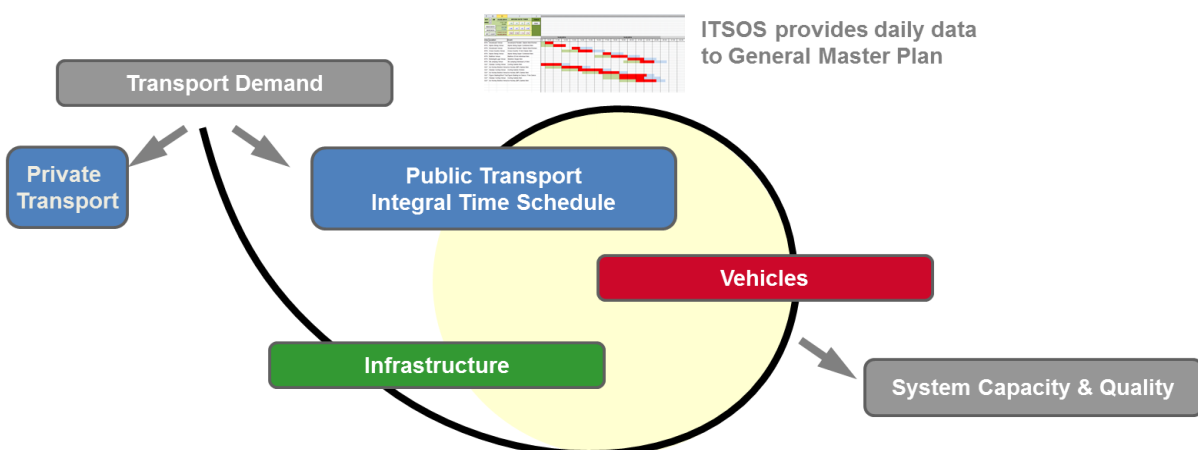 ITSOS provides daily data
to General Master Plan
Transport Demand
Private
Transport
Public Transport
Integral Time Schedule
Vehicles
Infrastructure
System Capacity & Quality